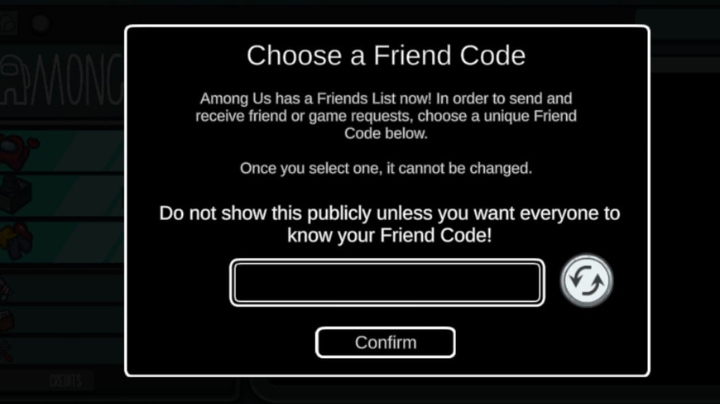 Choose a Friend Code
Among Us has a Friends List now! In order to send and
receive friend or game requests, choose a unique Friend
Code below.
Once you select one, it cannot be changed.
Do not show this publicly unless you want everyone to
know your Friend Code!
Confirm
AMONG
CREDITS